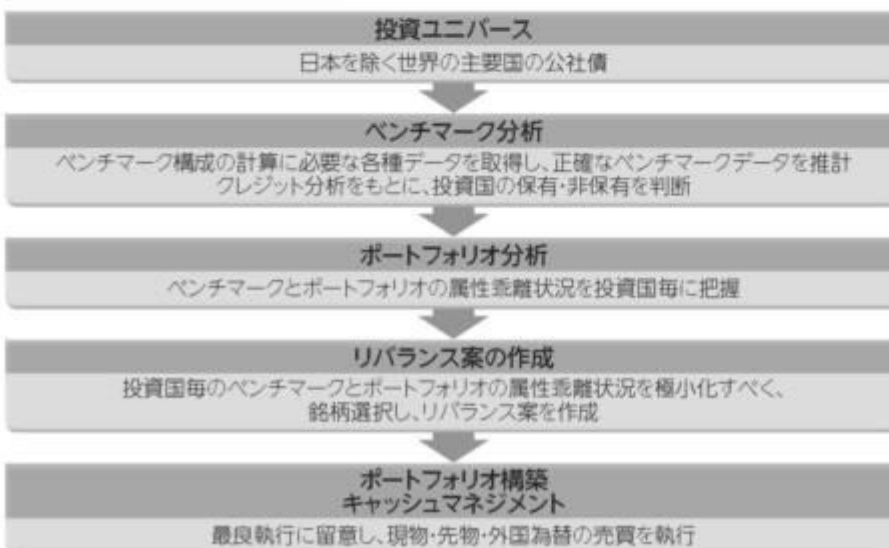 投資ユニバース
日本を除く世界の主要国の公社債
ベンチマーク分析
ベンチマーク構成の計算に必要な各種データを取得し、正確なベンチマークデータを推計
クレジット分析をもとに、投資国の保有・非保有を判断
ポートフォリオ分析
ベンチマークとポートフォリオの属性乖離状況を投資国毎に把握
リバランス案の作成
投資国毎のベンチマークとポートフォリオの属性乖離状況を極小化すべく、
銘柄選択し、リバランス案を作成
ポートフォリオ構築
キャッシュマネジメント
最良執行に留意し、現物・先物・外国為替の売買を執行